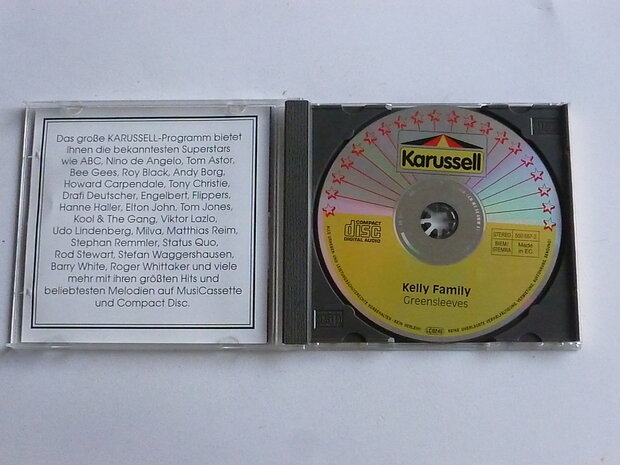 Das große KARUSSELL-Programm bietet
Ihnen die bekanntesten Superstars
wie ABC, Nino de Angelo, Tom Astor,
Bee Gees, Roy Black, Andy Borg,
Howard Carpendale, Tony Christie,
Drafi Deutscher, Engelbert, Flippers,
Hanne Haller, Elton John, Tom Jones,
Kool & The Gang, Viktor Lazlo,
Udo Lindenberg, Milva, Matthias Reim,
Stephan Remmler, Status Quo,
Rod Stewart, Stefan Waggershausen,
Barry White, Roger Whittaker und viele
mehr mit ihren größten Hits und
beliebtesten Melodien auf MusiCassette
und Compact Disc.
Karussell
COMPACT
disc
DIGITAL AUDIO
STEREO
BIEM/
STEMRA
Made
in EC
Kelly Family
Greensleeves